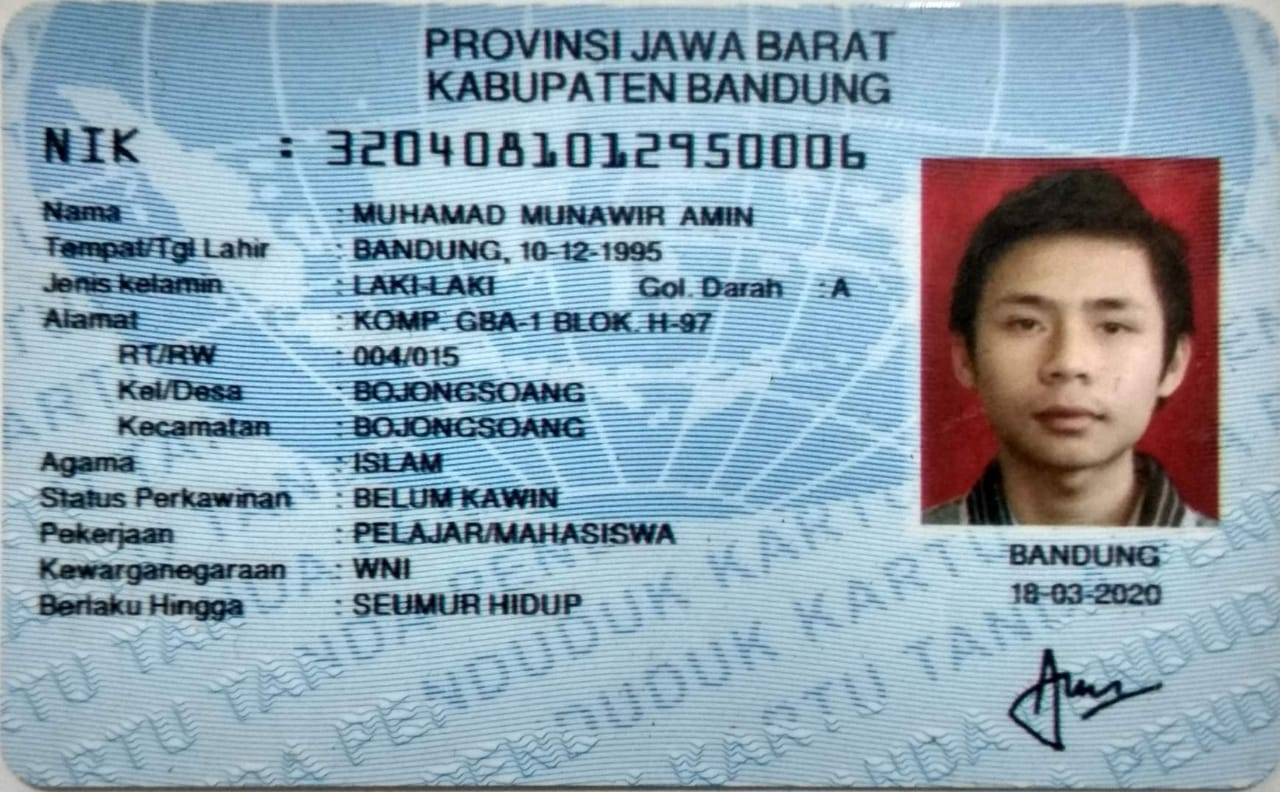 PROVINSI JAWA BARAT
KABUPATEN BANDUNG
NIK : 3204081012950006
Nama : MUHAMAD MUNAWIR AMIN
Tempat/Tgl Lahir : BANDUNG, 10-12-1995
Jenis kelamin : LAKI-LAKI Gol. Darah : A
Alamat : KOMP. GBA-1 BLOK. H-97
RT/RW : 004/015
Kel/Desa : BOJONGSOANG
Kecamatan : BOJONGSOANG
Agama : ISLAM
Status Perkawinan : BELUM KAWIN
Pekerjaan : PELAJAR/MAHASISWA
Kewarganegaraan : WNI
Berlaku Hingga : SEUMUR HIDUP
BANDUNG
18-03-2020